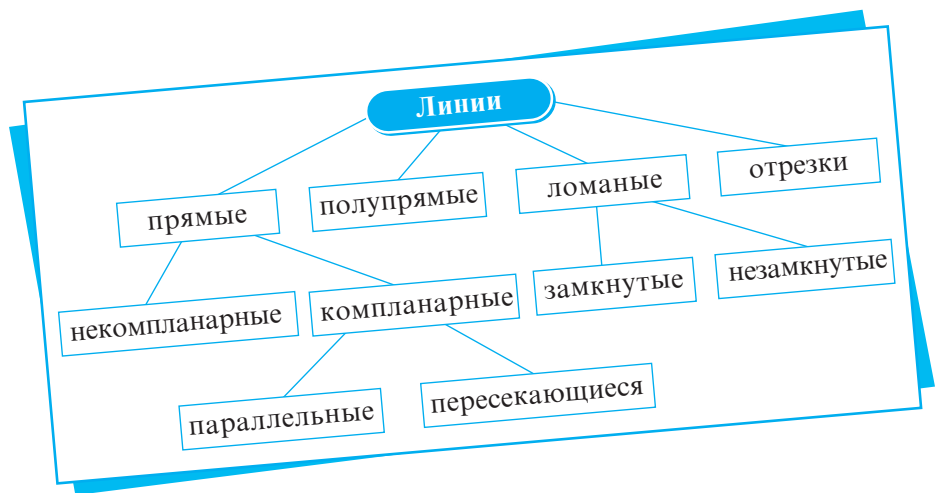 Линии
прямые
полупрямые
ломаные
отрезки
некомпланарные
компланарные
замкнутые
незамкнутые
параллельные
пересекающиеся